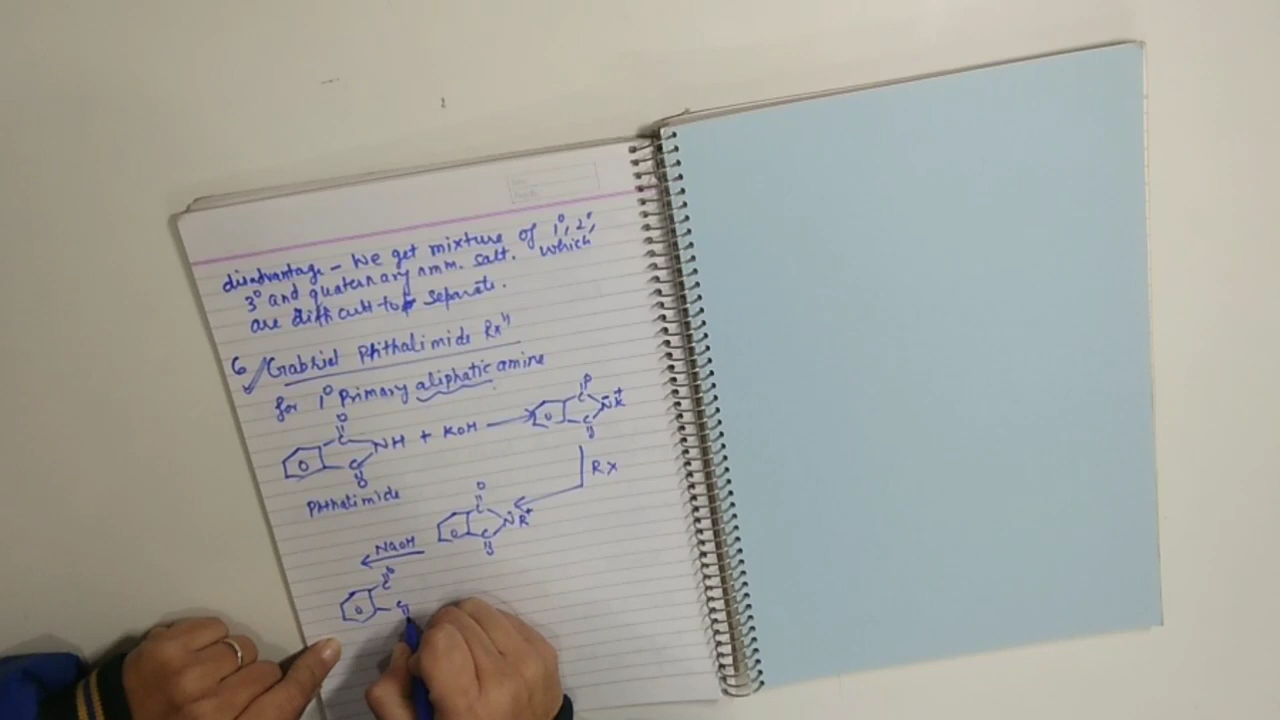 disadvantage - We get mixture of 1°, 2°,
3° and quaternary amm. salt. which
are difficult to separate.
6 Gabriel Phthalimide Rxⁿ
for 1° Primary aliphatic amine
O
C
NH + KOH
C
O
Phthalimide
C
N̄K⁺
C
O
RX
O
C
N̄R⁺
C
O
NaOH
C
O
C